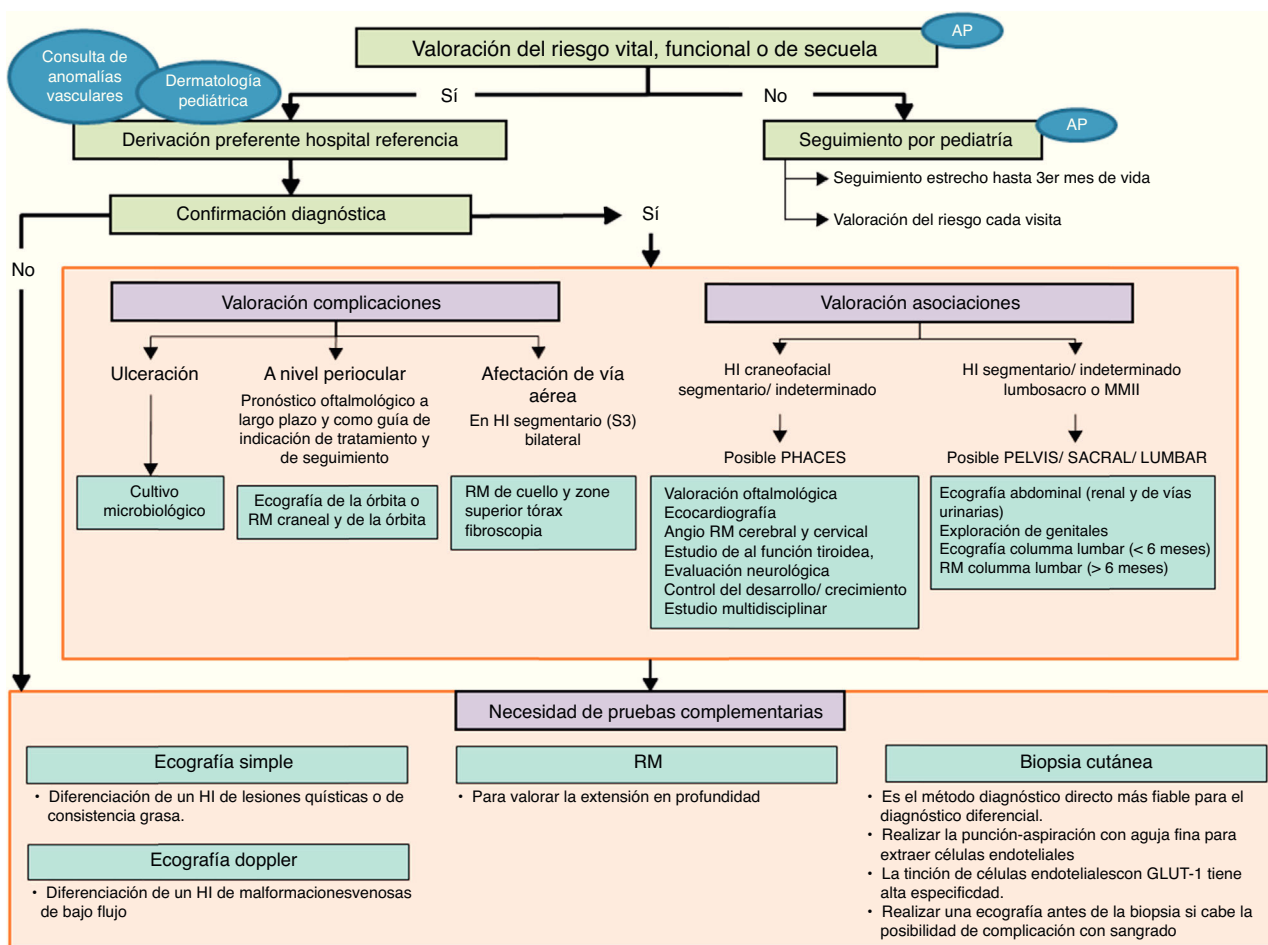 Valoración del riesgo vital, funcional o de secuela
AP
Consulta de
anomalías
vasculares
Dermatología
pediátrica
Sí
No
Derivación preferente hospital referencia
Seguimiento por pediatría
AP
Seguimiento estrecho hasta 3er mes de vida
Valoración del riesgo cada visita
Confirmación diagnóstica
Sí
No
Valoración complicaciones
Ulceración
Cultivo
microbiológico
A nivel periocular
Pronóstico oftalmológico a
largo plazo y como guía de
indicación de tratamiento y
de seguimiento
Ecografía de la órbita o
RM craneal y de la órbita
Afectación de vía
aérea
En HI segmentario (S3)
bilateral
RM de cuello y zone
superior tórax
fibroscopia
Valoración asociaciones
HI craneofacial
segmentario/ indeterminado
Posible PHACES
Valoración oftalmológica
Ecocardiografía
Angio RM cerebral y cervical
Estudio de al función tiroidea,
Evaluación neurológica
Control del desarrollo/ crecimiento
Estudio multidisciplinar
HI segmentario/ indeterminado
lumbosacro o MMII
Posible PELVIS/ SACRAL/ LUMBAR
Ecografía abdominal (renal y de vías
urinarias)
Exploración de genitales
Ecografía columma lumbar (< 6 meses)
RM columma lumbar (> 6 meses)
Necesidad de pruebas complementarias
Ecografía simple
• Diferenciación de un HI de lesiones quísticas o de
consistencia grasa.
Ecografía doppler
• Diferenciación de un HI de malformacionesvenosas
de bajo flujo
RM
• Para valorar la extensión en profundidad
Biopsia cutánea
• Es el método diagnóstico directo más fiable para el
diagnóstico diferencial.
• Realizar la punción-aspiración con aguja fina para
extraer células endoteliales
• La tinción de células endotelialescon GLUT-1 tiene
alta especificdad.
• Realizar una ecografía antes de la biopsia si cabe la
posibilidad de complicación con sangrado